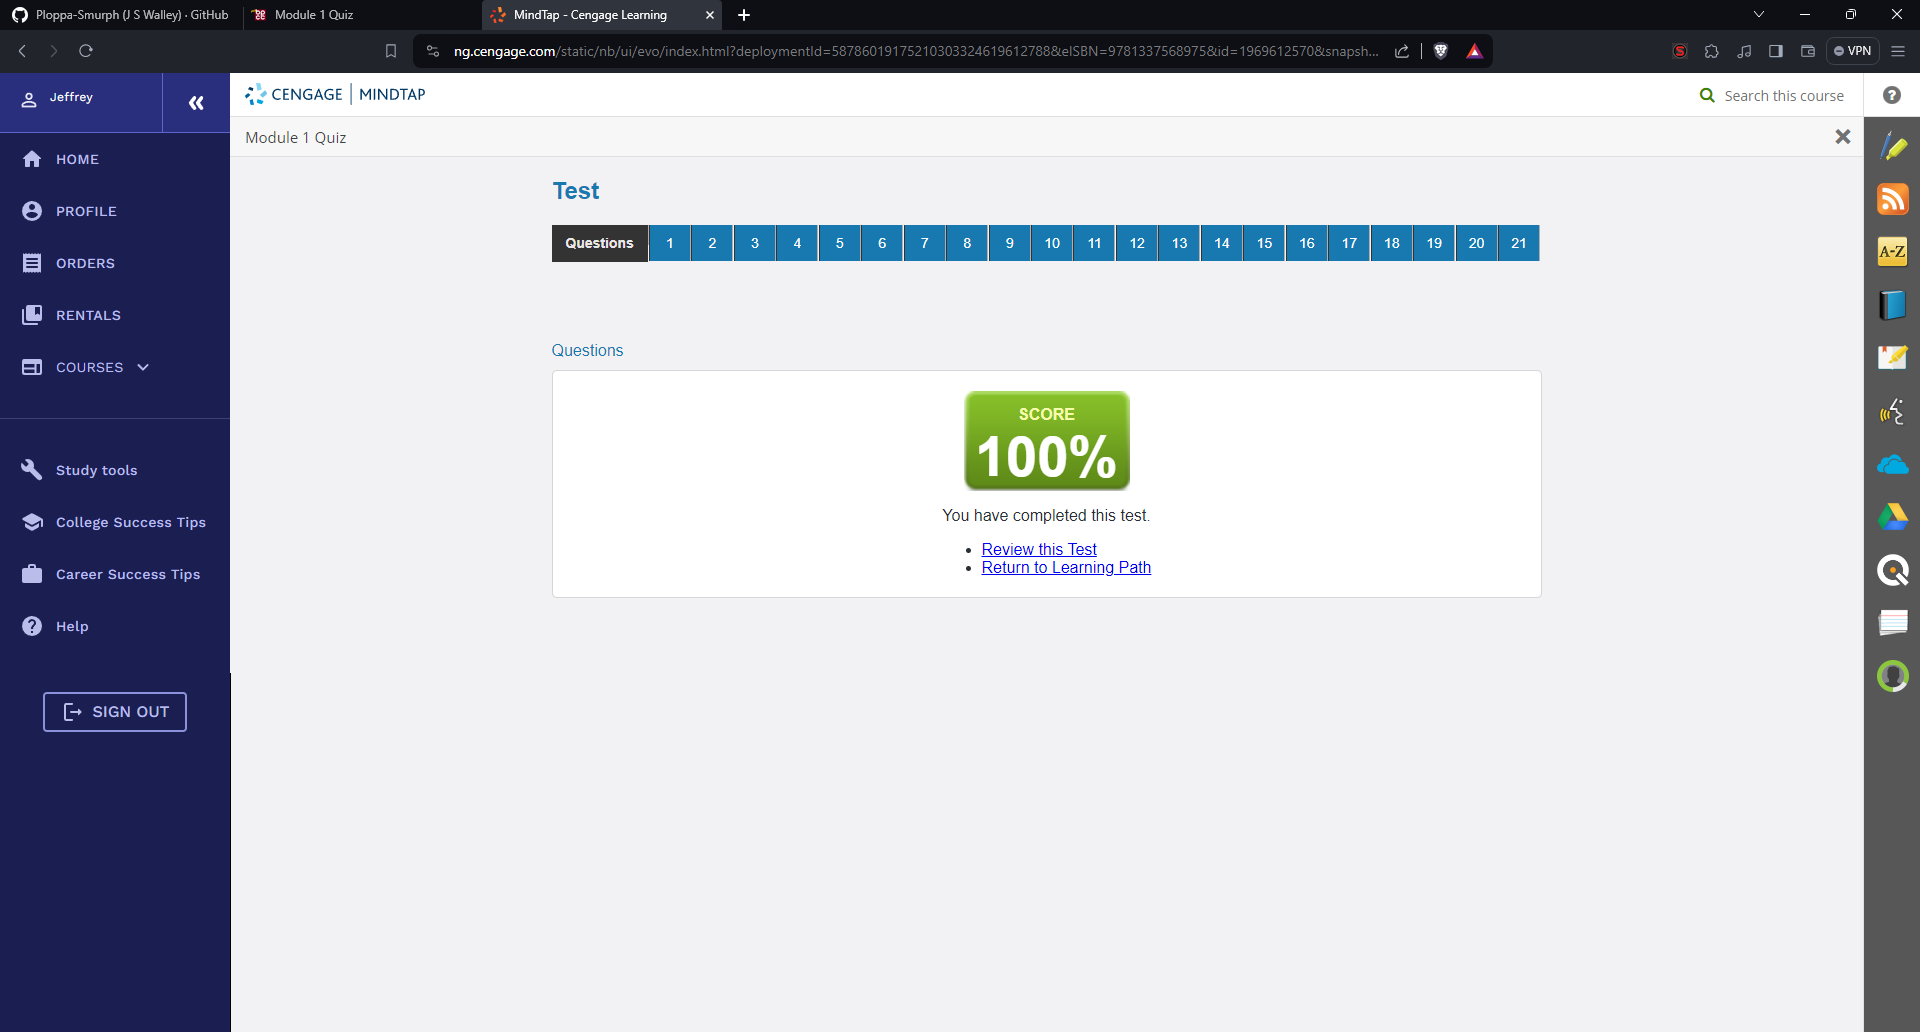 Ploppa-Smurph (J S Walley) · GitHub
Module 1 Quiz
MindTap - Cengage Learning
ng.cengage.com/static/nb/ui/evo/index.html?deploymentId=5878601917521030332461961​2788&eISBN=9781337568975&id=1969612570&snapsh...
VPN
Jeffrey
CENGAGE | MINDTAP
Search this course
Module 1 Quiz
HOME
PROFILE
ORDERS
RENTALS
COURSES
Study tools
College Success Tips
Career Success Tips
Help
SIGN OUT
Test
Questions 1 2 3 4 5 6 7 8 9 10 11 12 13 14 15 16 17 18 19 20 21
Questions
SCORE
100%
You have completed this test.
Review this Test
Return to Learning Path
A-Z